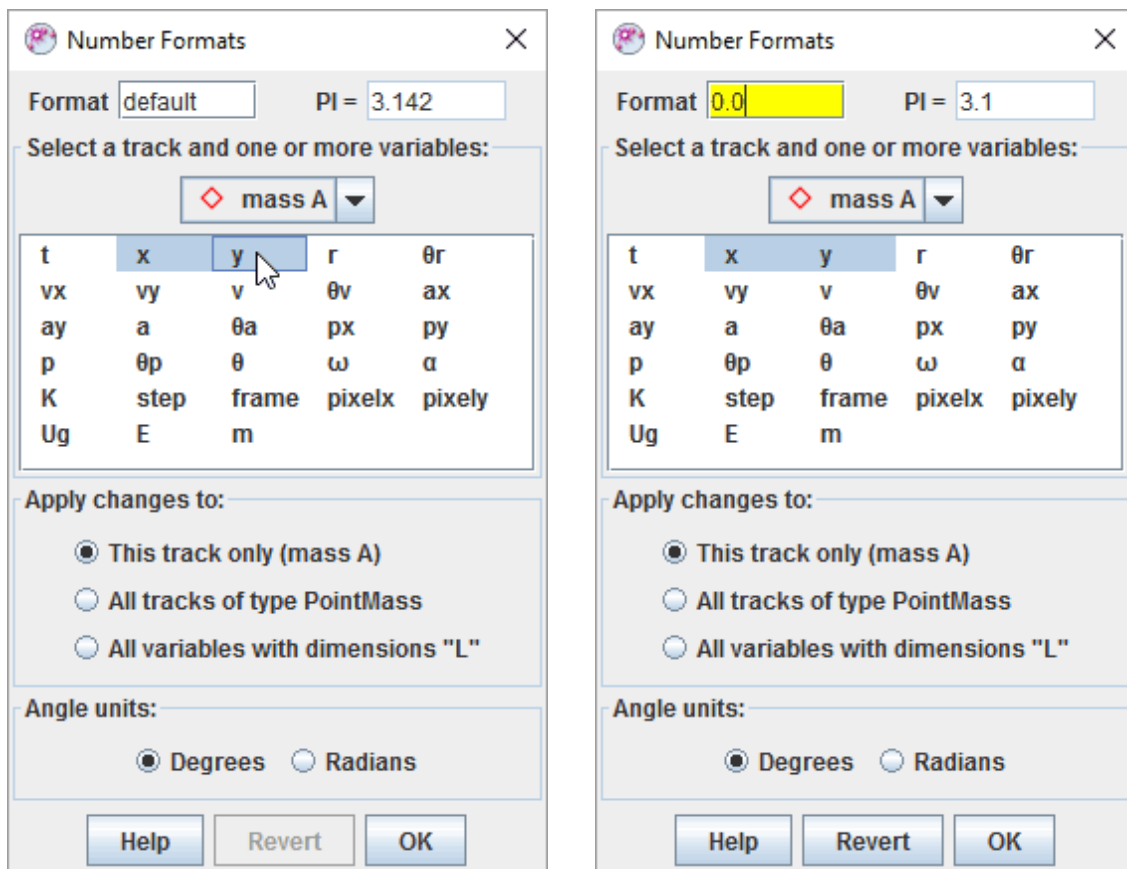 Number Formats
Format default PI = 3.142
Select a track and one or more variables:
mass A
t x y r θr
vx vy v θv ax
ay a θa px py
p θp θ ω α
K step frame pixelx pixely
Ug E m
Apply changes to:
This track only (mass A)
All tracks of type PointMass
All variables with dimensions "L"
Angle units:
Degrees Radians
Help Revert OK
Number Formats
Format 0.0 PI = 3.1
Select a track and one or more variables:
mass A
t x y r θr
vx vy v θv ax
ay a θa px py
p θp θ ω α
K step frame pixelx pixely
Ug E m
Apply changes to:
This track only (mass A)
All tracks of type PointMass
All variables with dimensions "L"
Angle units:
Degrees Radians
Help Revert OK